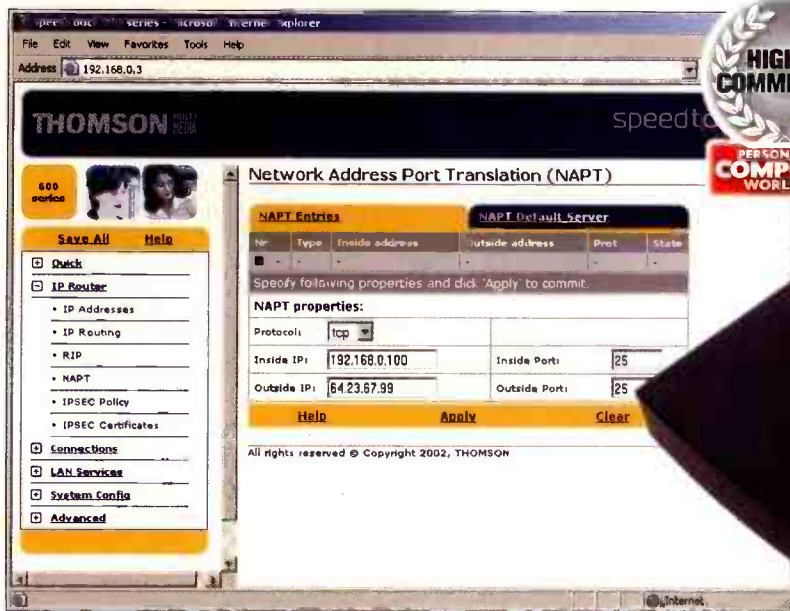 File Edit View Favorites Tools Help
Address 192.168.0.3
HIGH
COMME
PERSON
COMP
WORL
THOMSON
speedto
600 series
Network Address Port Translation (NAPT)
NAPT Entries NAPT Default Server
Save All Help
Nr Type Inside address Outside address Prot State
Quick
Specify following properties and click 'Apply' to commit.
IP Router
NAPT properties:
IP Addresses
Protocol: tcp
IP Routing
RIP
Inside IP: 192.168.0.100 Inside Port: 25
NAPT
Outside IP: 64.23.67.99 Outside Port: 25
IPSEC Policy
Help Apply Clear
IPSEC Certificates
Connections
All rights reserved © Copyright 2002, THOMSON
LAN Services
System Config
Advanced
Internet